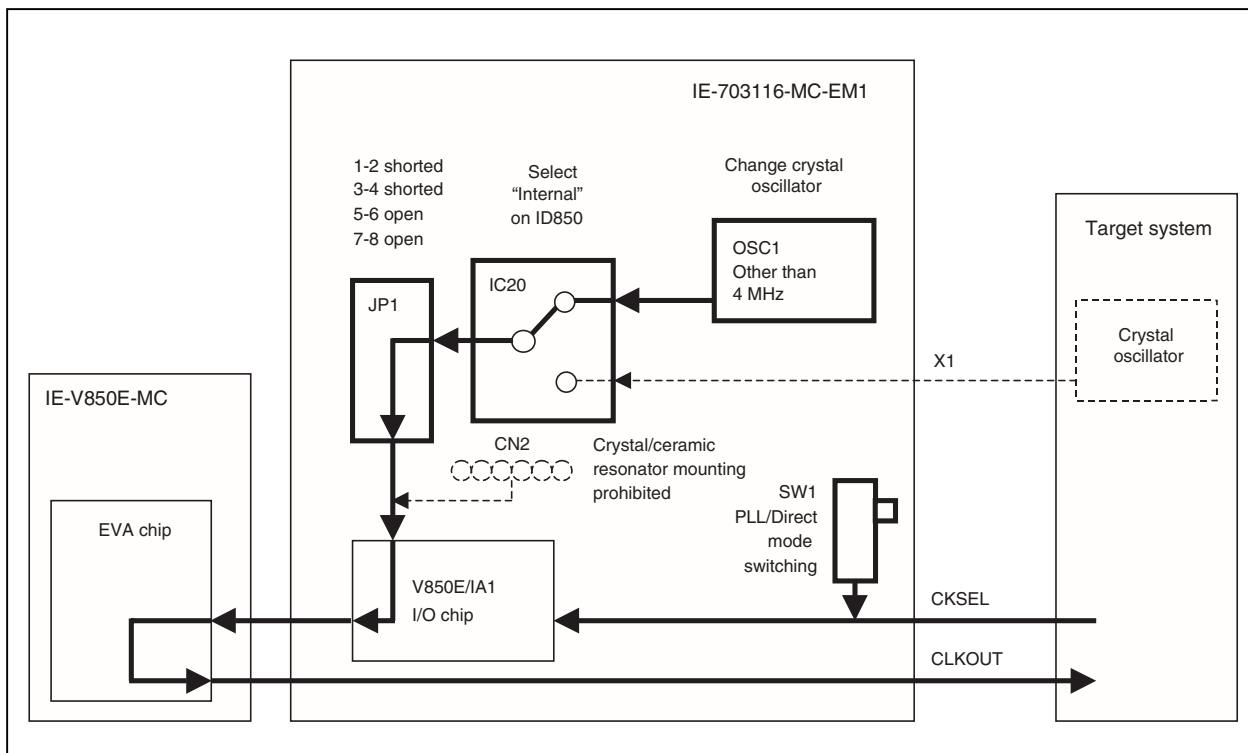 IE-703116-MC-EM1
1-2 shorted
3-4 shorted
5-6 open
7-8 open
Select
“Internal”
on ID850
Change crystal
oscillator
Target system
OSC1
Other than
4 MHz
IC20
JP1
Crystal
oscillator
X1
IE-V850E-MC
CN2
Crystal/ceramic
resonator mounting
prohibited
SW1
PLL/Direct
mode
switching
EVA chip
V850E/IA1
I/O chip
CKSEL
CLKOUT